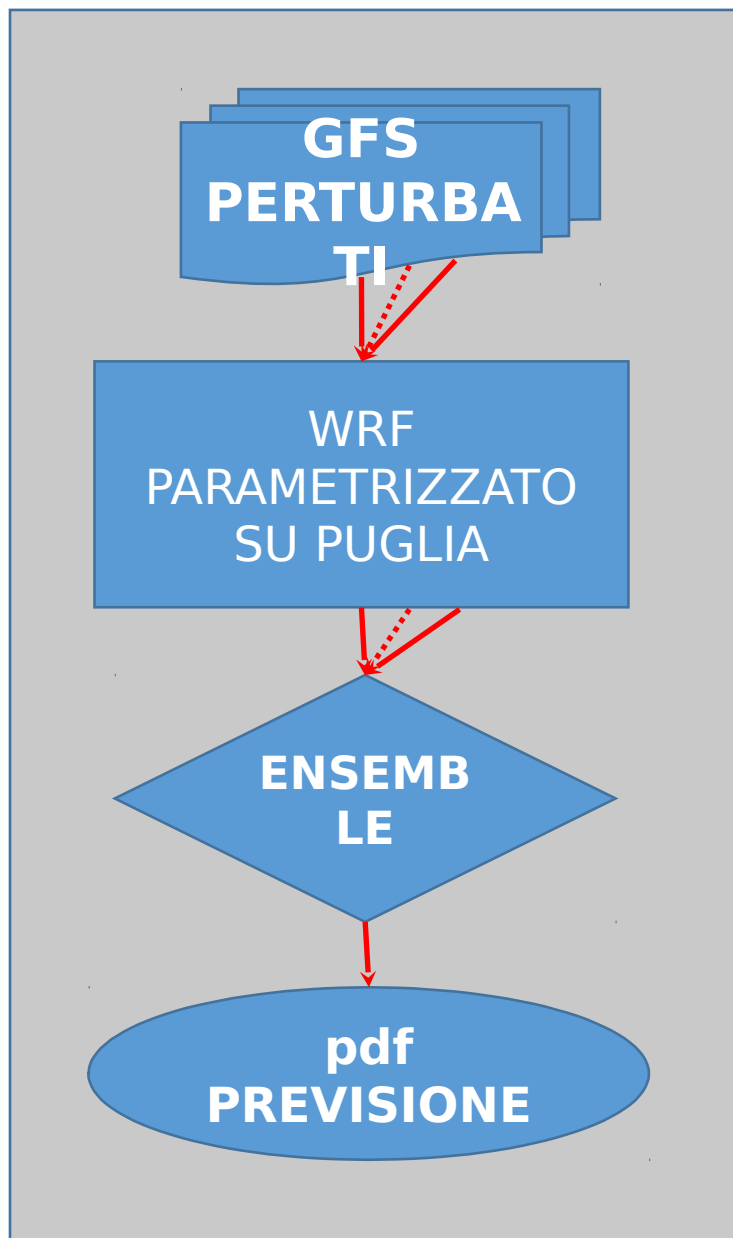 GFS
PERTURBA
TI
WRF
PARAMETRIZZATO
SU PUGLIA
ENSEMB
LE
pdf
PREVISIONE